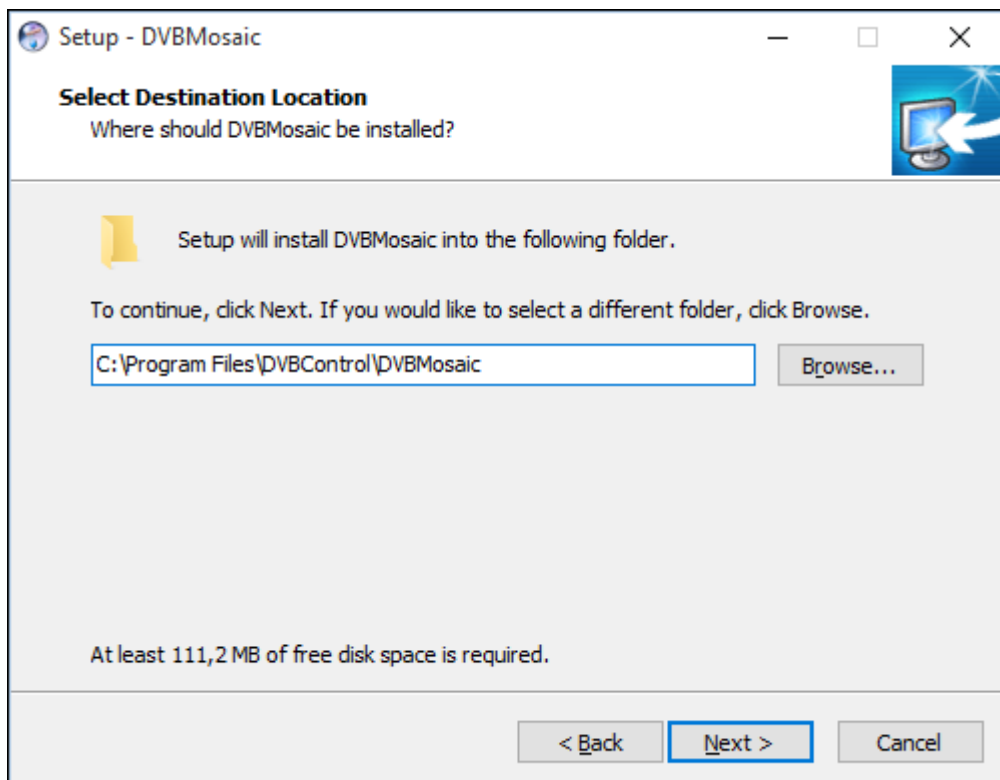 Setup - DVBMosaic
Select Destination Location
Where should DVBMosaic be installed?
Setup will install DVBMosaic into the following folder.
To continue, click Next. If you would like to select a different folder, click Browse.
C:\Program Files\DVBControl\DVBMosaic
Browse...
At least 111,2 MB of free disk space is required.
< Back
Next >
Cancel